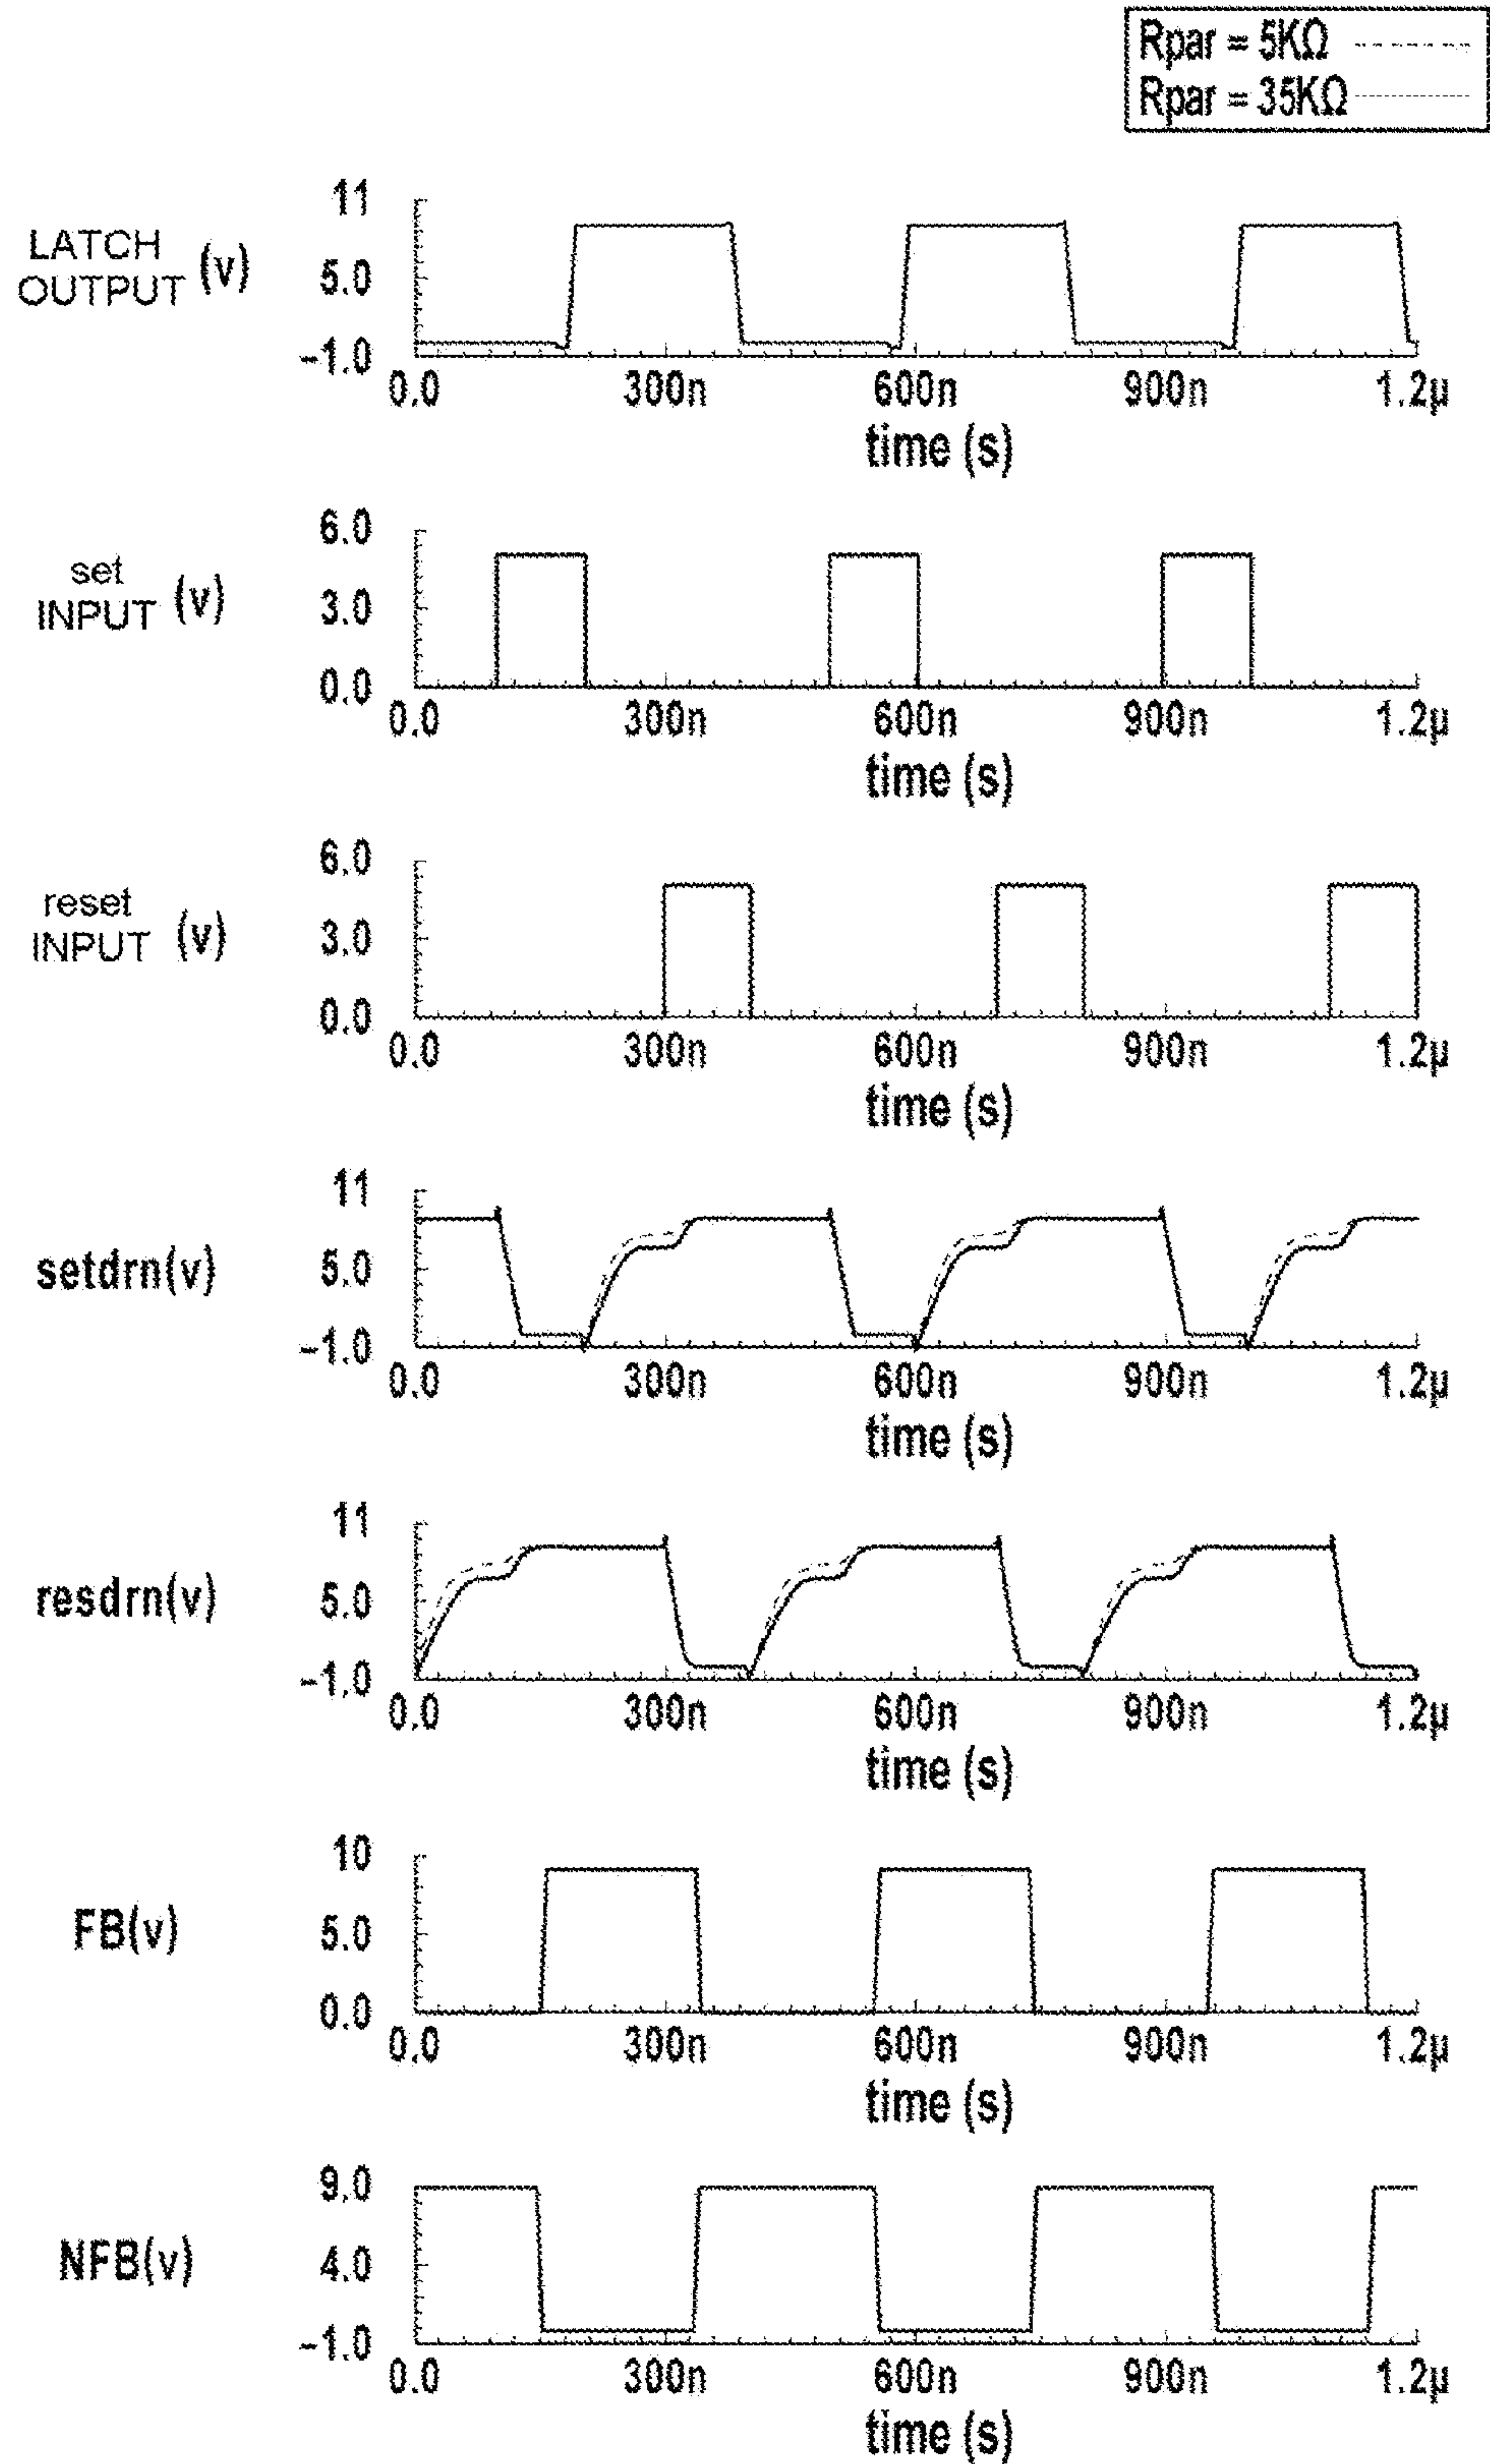 Rpar = 5KΩ
Rpar = 35KΩ
LATCH
OUTPUT (v)
11
5.0
−1.0
0.0 300n 600n 900n 1.2µ
time (s)
set
INPUT (v)
6.0
3.0
0.0
0.0 300n 600n 900n 1.2µ
time (s)
reset
INPUT (v)
6.0
3.0
0.0
0.0 300n 600n 900n 1.2µ
time (s)
setdrn(v)
11
5.0
−1.0
0.0 300n 600n 900n 1.2µ
time (s)
resdrn(v)
11
5.0
−1.0
0.0 300n 600n 900n 1.2µ
time (s)
FB(v)
10
5.0
0.0
0.0 300n 600n 900n 1.2µ
time (s)
NFB(v)
9.0
4.0
−1.0
0.0 300n 600n 900n 1.2µ
time (s)